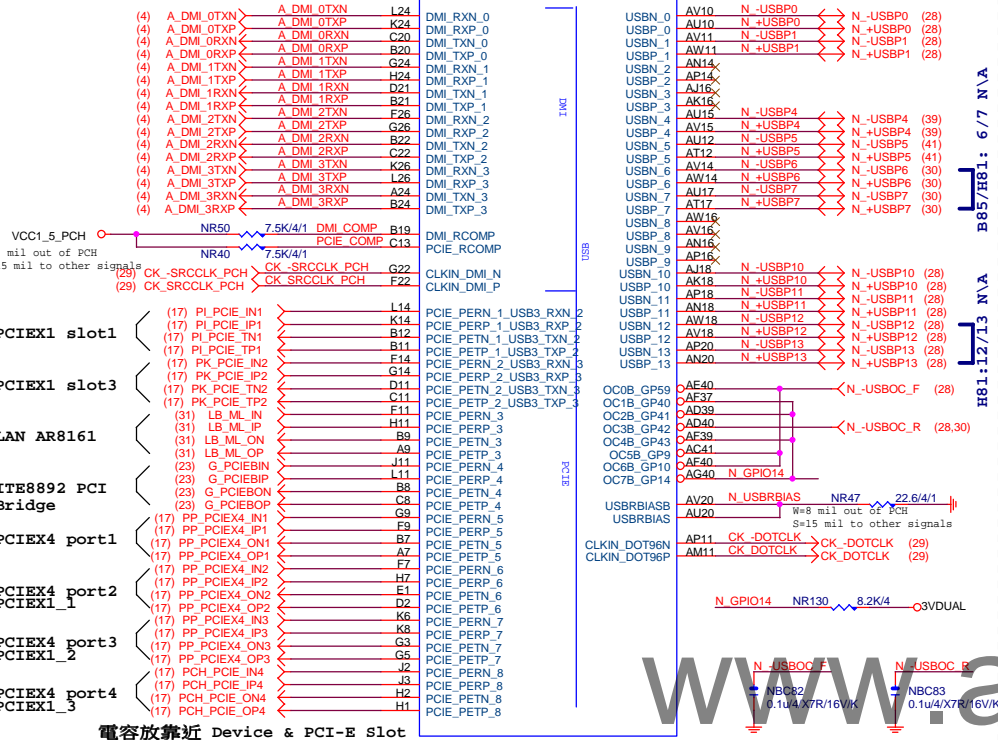 (4) A_DMI_0TXN A_DMI_0TXN L24 DMI_RXN_0
(4) A_DMI_0TXP A_DMI_0TXP K24 DMI_RXP_0
(4) A_DMI_0RXN A_DMI_0RXN C20 DMI_TXN_0
(4) A_DMI_0RXP A_DMI_0RXP B20 DMI_TXP_0
(4) A_DMI_1TXN A_DMI_1TXN G24 DMI_RXN_1
(4) A_DMI_1TXP A_DMI_1TXP H24 DMI_RXP_1
(4) A_DMI_1RXN A_DMI_1RXN D21 DMI_TXN_1
(4) A_DMI_1RXP A_DMI_1RXP B21 DMI_TXP_1
(4) A_DMI_2TXN A_DMI_2TXN F26 DMI_RXN_2
(4) A_DMI_2TXP A_DMI_2TXP G26 DMI_RXP_2
(4) A_DMI_2RXN A_DMI_2RXN B22 DMI_TXN_2
(4) A_DMI_2RXP A_DMI_2RXP C22 DMI_TXP_2
(4) A_DMI_3TXN A_DMI_3TXN K26 DMI_RXN_3
(4) A_DMI_3TXP A_DMI_3TXP L26 DMI_RXP_3
(4) A_DMI_3RXN A_DMI_3RXN A24 DMI_TXN_3
(4) A_DMI_3RXP A_DMI_3RXP B24 DMI_TXP_3
VCC1_5_PCH NR50 7.5K/4/1 DMI_COMP B19 DMI_RCOMP
NR40 7.5K/4/1 PCIE_COMP C13 PCIE_RCOMP
mil out of PCH
5 mil to other signals
(29) CK_-SRCCLK_PCH CK_-SRCCLK_PCH G22 CLKIN_DMI_N
(29) CK_SRCCLK_PCH CK_SRCCLK_PCH F22 CLKIN_DMI_P
PCIEX1 slot1
(17) PI_PCIE_IN1 L14 PCIE_PERN_1_USB3_RXN_2
(17) PI_PCIE_IP1 K14 PCIE_PERP_1_USB3_RXP_2
(17) PI_PCIE_TN1 B12 PCIE_PETN_1_USB3_TXN_2
(17) PI_PCIE_TP1 B11 PCIE_PETP_1_USB3_TXP_2
PCIEX1 slot3
(17) PK_PCIE_IN2 F14 PCIE_PERN_2_USB3_RXN_3
(17) PK_PCIE_IP2 G14 PCIE_PERP_2_USB3_RXP_3
(17) PK_PCIE_TN2 D11 PCIE_PETN_2_USB3_TXN_3
(17) PK_PCIE_TP2 C11 PCIE_PETP_2_USB3_TXP_3
LAN AR8161
(31) LB_ML_IN F11 PCIE_PERN_3
(31) LB_ML_IP H11 PCIE_PERP_3
(31) LB_ML_ON B9 PCIE_PETN_3
(31) LB_ML_OP A9 PCIE_PETP_3
ITE8892 PCI
Bridge
(23) G_PCIEBIN J11 PCIE_PERN_4
(23) G_PCIEBIP L11 PCIE_PERP_4
(23) G_PCIEBON B8 PCIE_PETN_4
(23) G_PCIEBOP C8 PCIE_PETP_4
PCIEX4 port1
(17) PP_PCIEX4_IN1 G9 PCIE_PERN_5
(17) PP_PCIEX4_IP1 F9 PCIE_PERP_5
(17) PP_PCIEX4_ON1 B7 PCIE_PETN_5
(17) PP_PCIEX4_OP1 A7 PCIE_PETP_5
PCIEX4 port2
PCIEX1_1
(17) PP_PCIEX4_IN2 F7 PCIE_PERN_6
(17) PP_PCIEX4_IP2 H7 PCIE_PERP_6
(17) PP_PCIEX4_ON2 E1 PCIE_PETN_6
(17) PP_PCIEX4_OP2 D2 PCIE_PETP_6
PCIEX4 port3
PCIEX1_2
(17) PP_PCIEX4_IN3 K6 PCIE_PERN_7
(17) PP_PCIEX4_IP3 K8 PCIE_PERP_7
(17) PP_PCIEX4_ON3 G3 PCIE_PETN_7
(17) PP_PCIEX4_OP3 G5 PCIE_PETP_7
PCIEX4 port4
PCIEX1_3
(17) PCH_PCIE_IN4 J2 PCIE_PERN_8
(17) PCH_PCIE_IP4 J3 PCIE_PERP_8
(17) PCH_PCIE_ON4 H2 PCIE_PETN_8
(17) PCH_PCIE_OP4 H1 PCIE_PETP_8
電容放靠近 Device & PCI-E Slot
DMI
USB
PCIE
USBN_0 AV10 N_-USBP0 N_-USBP0 (28)
USBP_0 AU10 N_+USBP0 N_+USBP0 (28)
USBN_1 AV11 N_-USBP1 N_-USBP1 (28)
USBP_1 AW11 N_+USBP1 N_+USBP1 (28)
USBN_2 AN14
USBP_2 AP14
USBN_3 AJ16
USBP_3 AK16
USBN_4 AU15 N_-USBP4 N_-USBP4 (39)
USBP_4 AV15 N_+USBP4 N_+USBP4 (39)
USBN_5 AU12 N_-USBP5 N_-USBP5 (41)
USBP_5 AT12 N_+USBP5 N_+USBP5 (41)
USBN_6 AV14 N_-USBP6 N_-USBP6 (30)
USBP_6 AW14 N_+USBP6 N_+USBP6 (30)
USBN_7 AU17 N_-USBP7 N_-USBP7 (30)
USBP_7 AT17 N_+USBP7 N_+USBP7 (30)
USBN_8 AW16
USBP_8 AV16
USBN_9 AN16
USBP_9 AP16
USBN_10 AJ18 N_-USBP10 N_-USBP10 (28)
USBP_10 AK18 N_+USBP10 N_+USBP10 (28)
USBN_11 AP18 N_-USBP11 N_-USBP11 (28)
USBP_11 AN18 N_+USBP11 N_+USBP11 (28)
USBN_12 AW18 N_-USBP12 N_-USBP12 (28)
USBP_12 AV18 N_+USBP12 N_+USBP12 (28)
USBN_13 AP20 N_-USBP13 N_-USBP13 (28)
USBP_13 AN20 N_+USBP13 N_+USBP13 (28)
B85/H81: 6/7 N\A
H81:12/13 N\A
OC0B_GP59 AE40 N_-USBOC_F (28)
OC1B_GP40 AF37
OC2B_GP41 AD39
OC3B_GP42 AD40 N_-USBOC_R (28,30)
OC4B_GP43 AF39
OC5B_GP9 AC41
OC6B_GP10 AF40
OC7B_GP14 AG40 N_GPIO14
USBRBIASB AV20 N_USBRBIAS NR47 22.6/4/1
USBRBIAS AU20
W=8 mil out of PCH
S=15 mil to other signals
CLKIN_DOT96N AP11 CK_-DOTCLK CK_-DOTCLK (29)
CLKIN_DOT96P AM11 CK_DOTCLK CK_DOTCLK (29)
N_GPIO14 NR130 8.2K/4 3VDUAL
N_-USBOC_F N_-USBOC_R
NBC82 NBC83
0.1u/4/X7R/16V/K 0.1u/4/X7R/16V/K
www.a